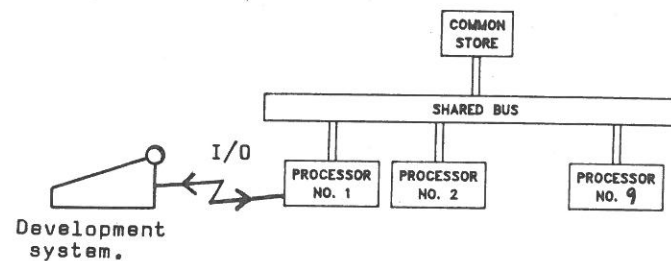 COMMON
STORE
SHARED BUS
I/O
PROCESSOR
NO. 1
PROCESSOR
NO. 2
PROCESSOR
NO. 9
Development
system.